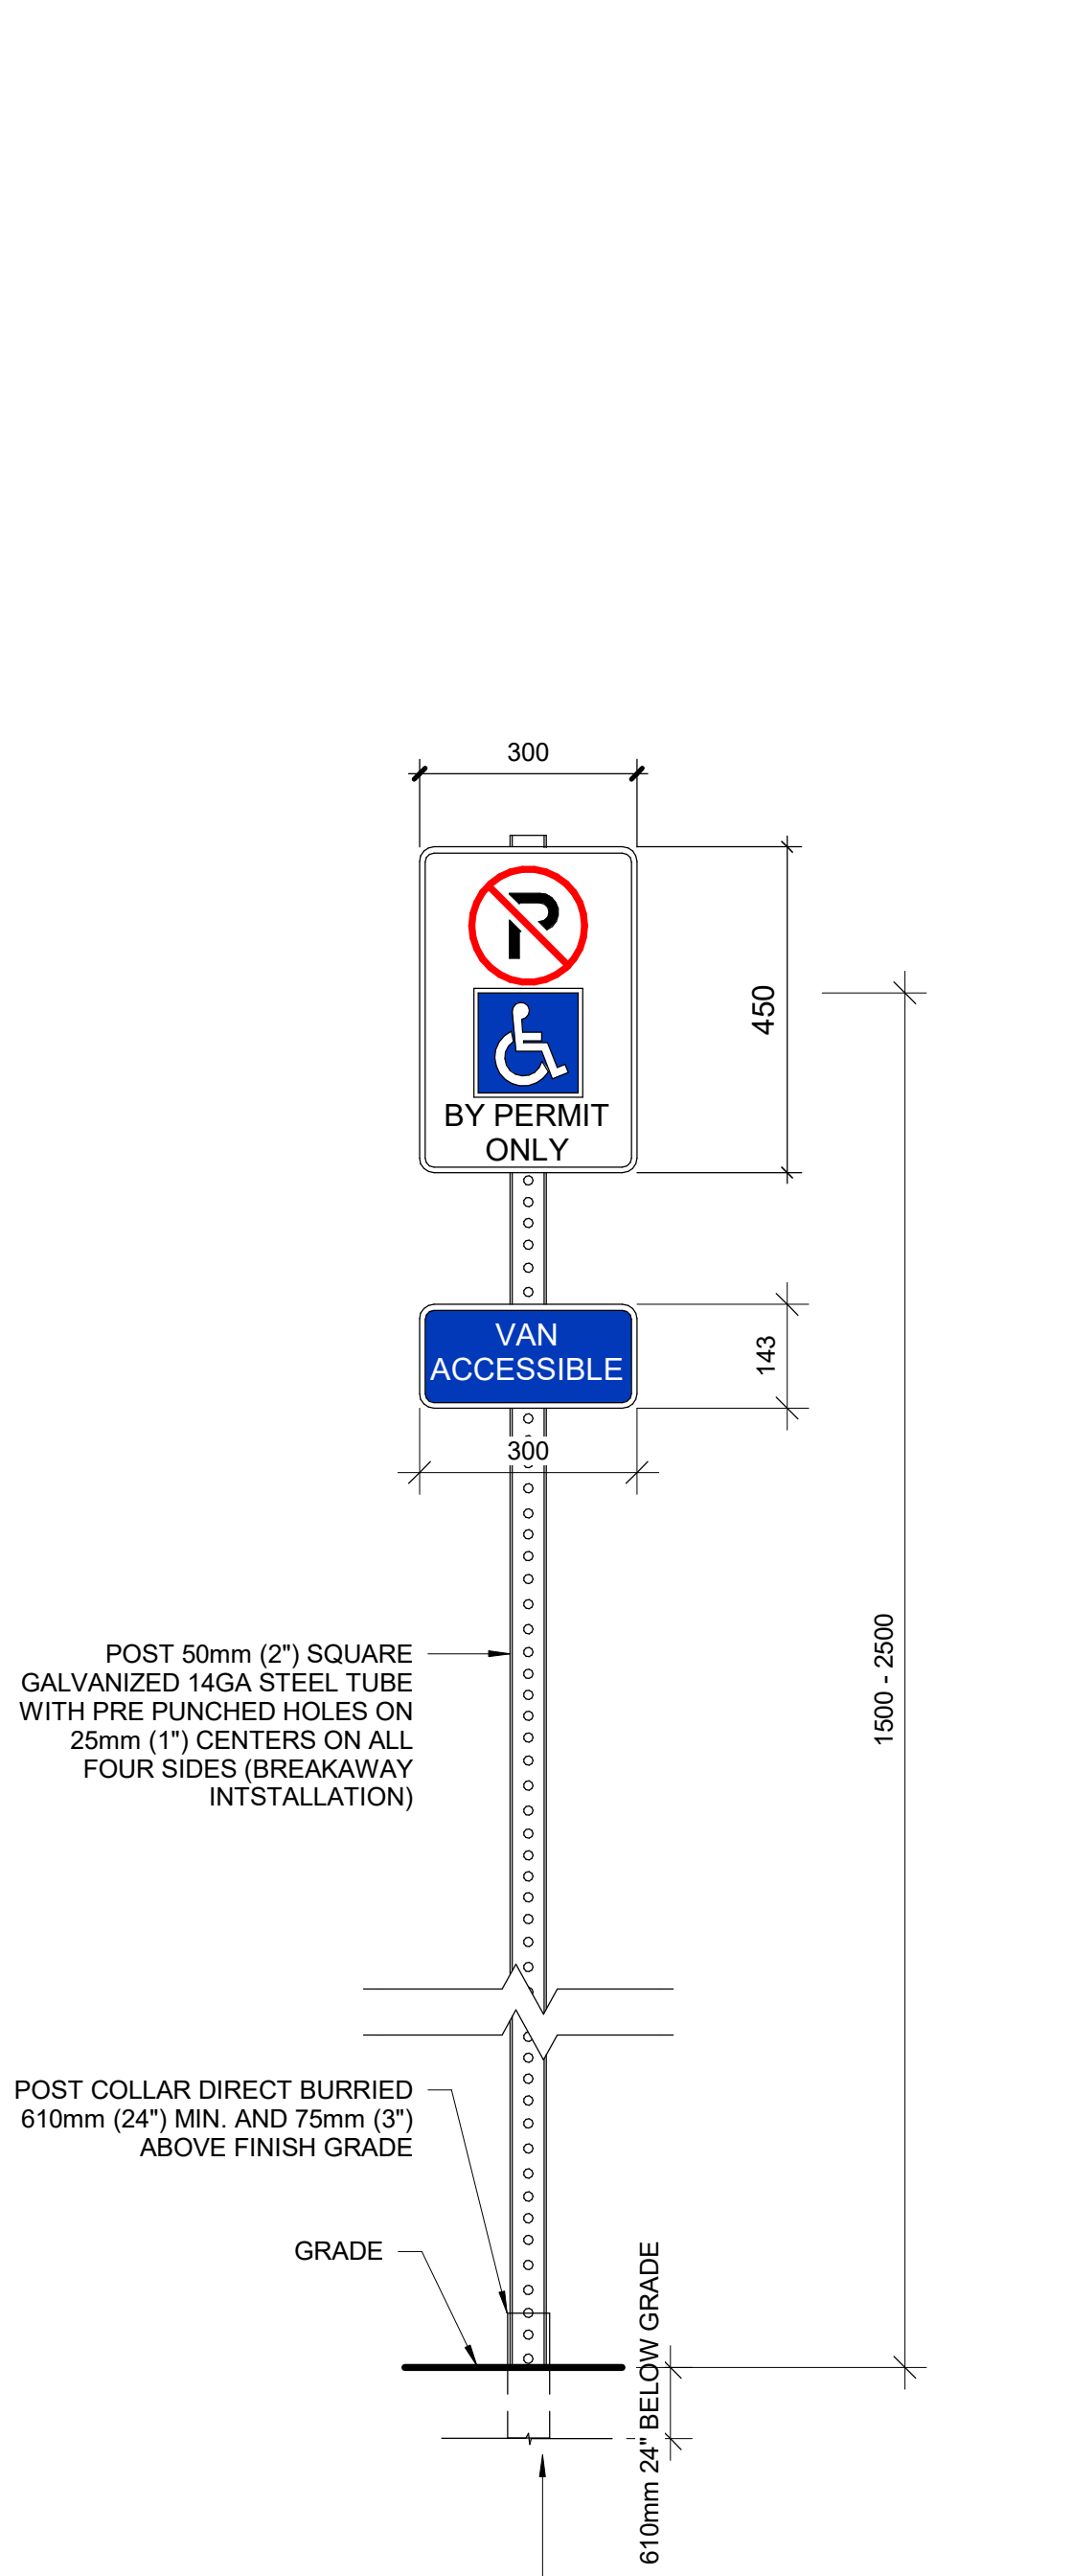 300
P
450
BY PERMIT
ONLY
VAN
ACCESSIBLE
143
300
1500 - 2500
POST 50mm (2") SQUARE
GALVANIZED 14GA STEEL TUBE
WITH PRE PUNCHED HOLES ON
25mm (1") CENTERS ON ALL
FOUR SIDES (BREAKAWAY
INTSTALLATION)
POST COLLAR DIRECT BURRIED
610mm (24") MIN. AND 75mm (3")
ABOVE FINISH GRADE
GRADE
610mm 24" BELOW GRADE